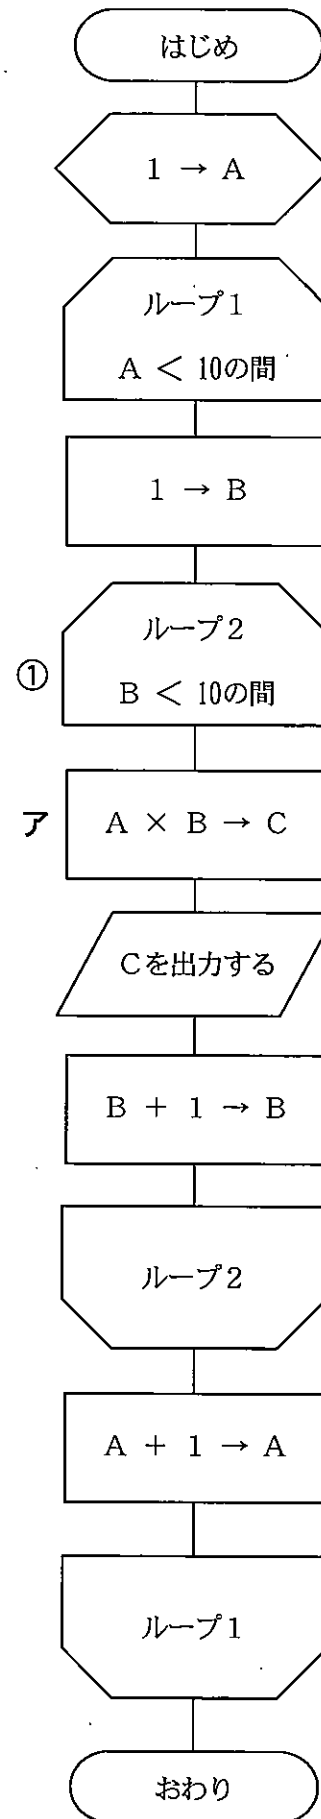 はじめ
1 → A
ループ1
A < 10の間
1 → B
ループ2
① B < 10の間
ア A × B → C
Cを出力する
B + 1 → B
ループ2
A + 1 → A
ループ1
おわり